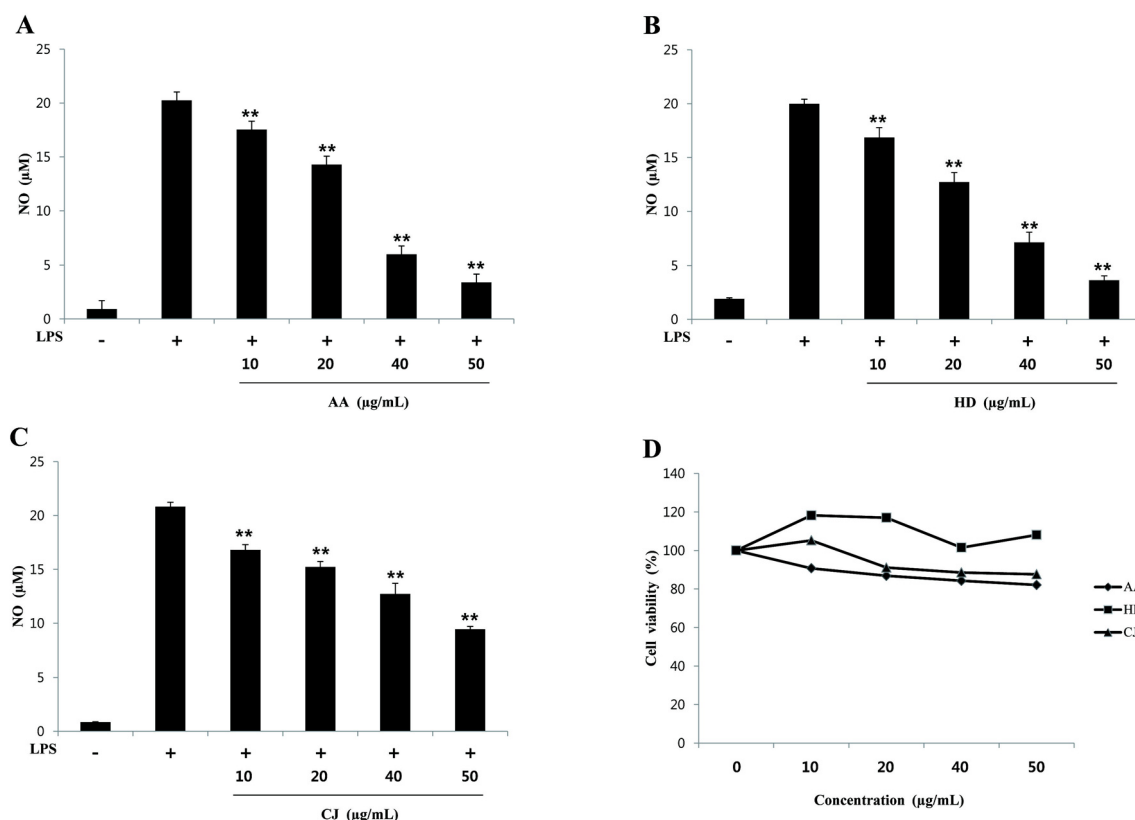 A
25
20
15
10
5
0
NO (µM)
** ** ** **
LPS - + + + + +
10 20 40 50
AA (µg/mL)
B
25
20
15
10
5
0
NO (µM)
** ** ** **
LPS - + + + + +
10 20 40 50
HD (µg/mL)
C
25
20
15
10
5
0
NO (µM)
** ** ** **
LPS - + + + + +
10 20 40 50
CJ (µg/mL)
D
140
120
100
80
60
40
20
0
Cell viability (%)
0 10 20 40 50
Concentration (µg/mL)
CJ